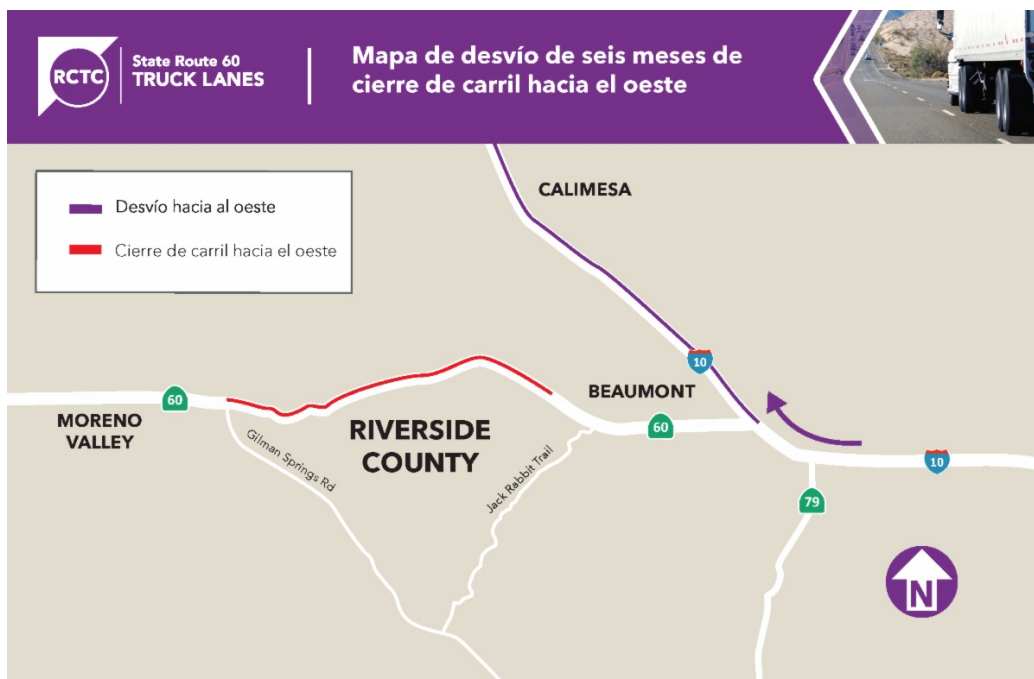 RCTC
State Route 60
TRUCK LANES
Mapa de desvío de seis meses de
cierre de carril hacia el oeste
Desvío hacia al oeste
Cierre de carril hacia el oeste
CALIMESA
10
BEAUMONT
60
MORENO
VALLEY
Gilman Springs Rd
RIVERSIDE
COUNTY
Jack Rabbit Trail
60
10
79
N